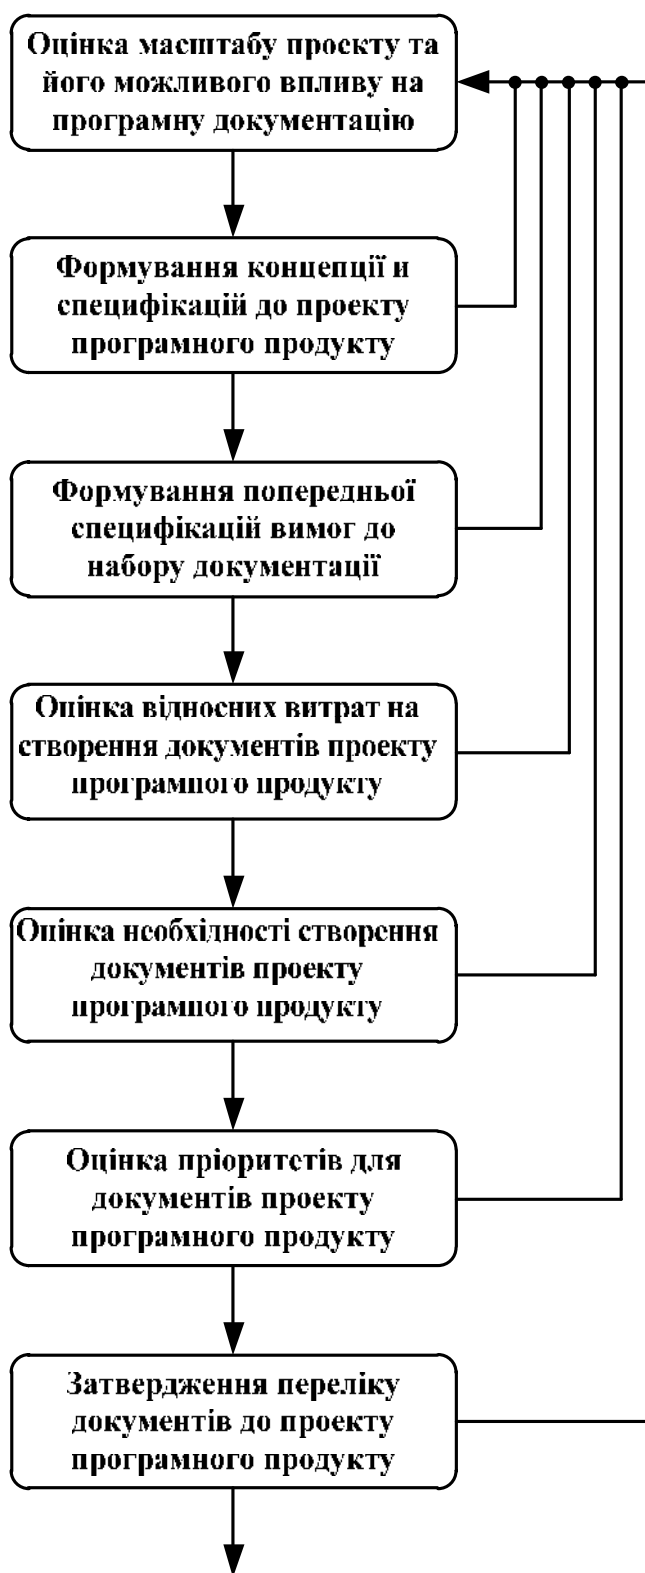 Оцінка масштабу проекту та
його можливого впливу на
програмну документацію
Формування концепції и
специфікацій до проекту
програмного продукту
Формування попередньої
специфікацій вимог до
набору документації
Оцінка відносних витрат на
створення документів проекту
програмного продукту
Оцінка необхідності створення
документів проекту
програмного продукту
Оцінка пріоритетів для
документів проекту
програмного продукту
Затвердження переліку
документів до проекту
програмного продукту